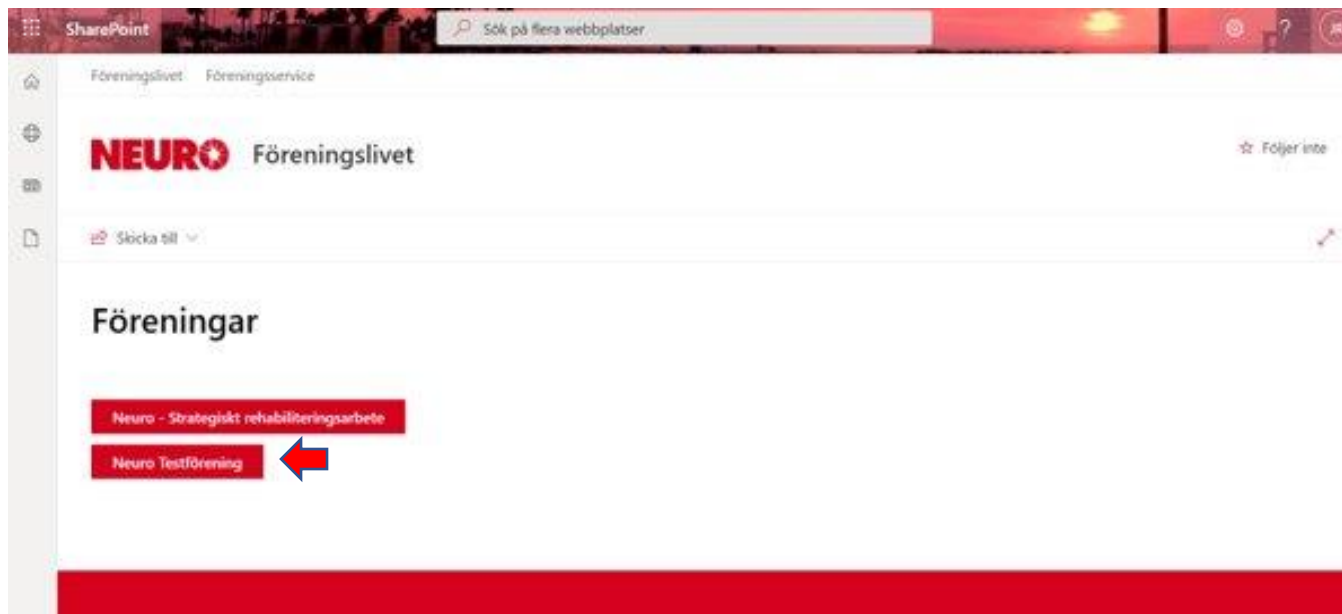 SharePoint
Sök på flera webbplatser
?
Föreningslivet Föreningsservice
NEURO Föreningslivet
Följer inte
Skicka till
Föreningar
Neuro - Strategiskt rehabiliteringsarbete
Neuro Testförening